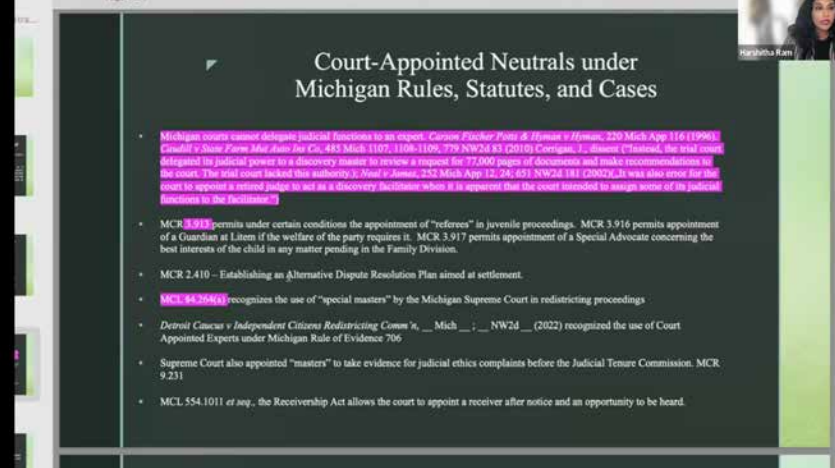 Harshitha Ram
Court-Appointed Neutrals under
Michigan Rules, Statutes, and Cases
Michigan courts cannot delegate judicial functions to an expert. Carson Fischer Potts & Hyman v Hyman, 220 Mich App 116 (1996).
Caudill v State Farm Mut Auto Ins Co, 485 Mich 1107, 1108-1109, 779 NW2d 83 (2010) Corrigan, J., dissent ("Instead, the trial court
delegated its judicial power to a discovery master to review a request for 77,000 pages of documents and make recommendations to
the court. The trial court lacked this authority.); Neal v James, 252 Mich App 12, 24; 651 NW2d 181 (2002)(„It was also error for the
court to appoint a retired judge to act as a discovery facilitator when it is apparent that the court intended to assign some of its judicial
functions to the facilitator.")
MCR 3.913 permits under certain conditions the appointment of "referees" in juvenile proceedings. MCR 3.916 permits appointment
of a Guardian at Litem if the welfare of the party requires it. MCR 3.917 permits appointment of a Special Advocate concerning the
best interests of the child in any matter pending in the Family Division.
MCR 2.410 – Establishing an Alternative Dispute Resolution Plan aimed at settlement.
MCL 64.264(a) recognizes the use of "special masters" by the Michigan Supreme Court in redistricting proceedings
Detroit Caucus v Independent Citizens Redistricting Comm'n, __ Mich __ ; __ NW2d __ (2022) recognized the use of Court
Appointed Experts under Michigan Rule of Evidence 706
Supreme Court also appointed "masters" to take evidence for judicial ethics complaints before the Judicial Tenure Commission. MCR
9.231
MCL 554.1011 et seq., the Receivership Act allows the court to appoint a receiver after notice and an opportunity to be heard.